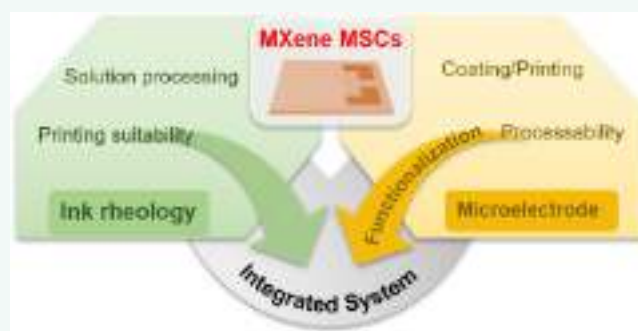 MXene MSCs
Solution processing
Printing suitability
Ink rheology
Coating/Printing
Processability
Functionalization
Microelectrode
Integrated System